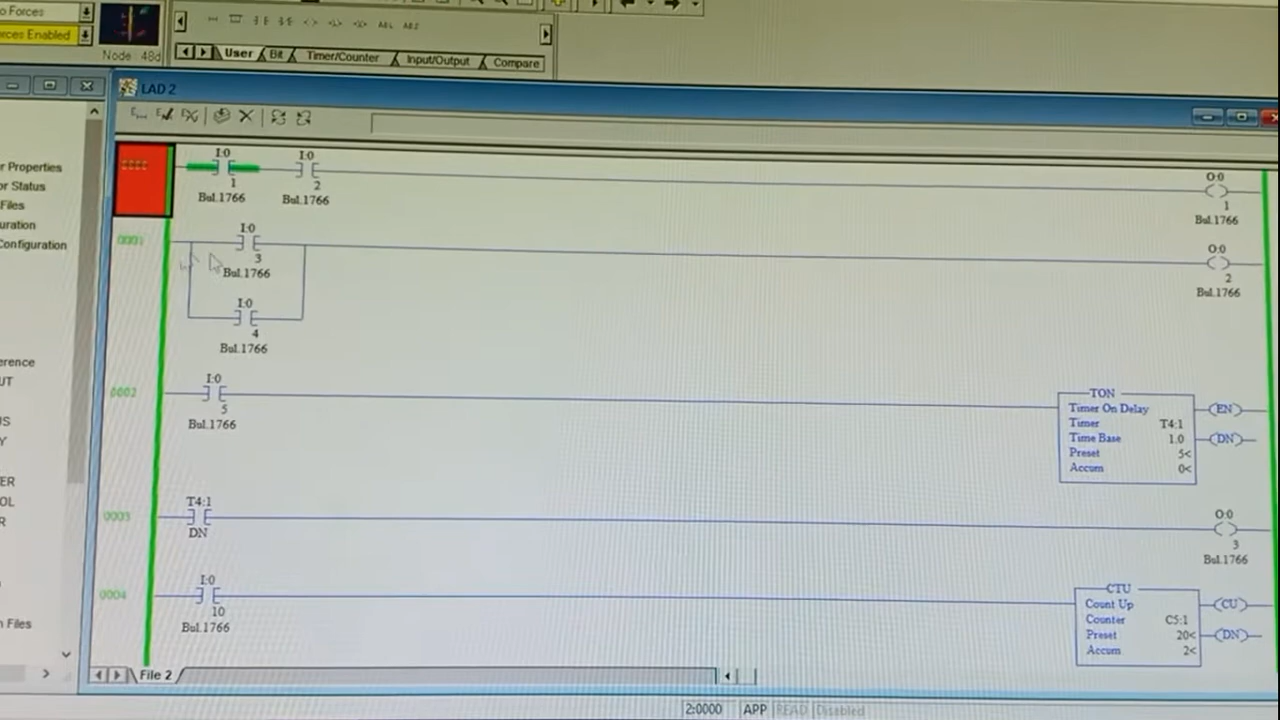 o Forces
orces Enabled
Node : 48d
User Bit Timer/Counter Input/Output Compare
LAD 2
r Properties
or Status
Files
uration
Configuration
erence
UT
US
Y
ER
OL
R
n Files
0000
I:0
1
Bul.1766
I:0
2
Bul.1766
O:0
1
Bul.1766
0001
I:0
3
Bul.1766
I:0
4
Bul.1766
O:0
2
Bul.1766
0002
I:0
5
Bul.1766
TON
Timer On Delay
Timer T4:1
Time Base 1.0
Preset 5<
Accum 0<
EN
DN
0003
T4:1
DN
O:0
3
Bul.1766
0004
I:0
10
Bul.1766
CTU
Count Up
Counter C5:1
Preset 20<
Accum 2<
CU
DN
File 2
2:0000 APP READ Disabled